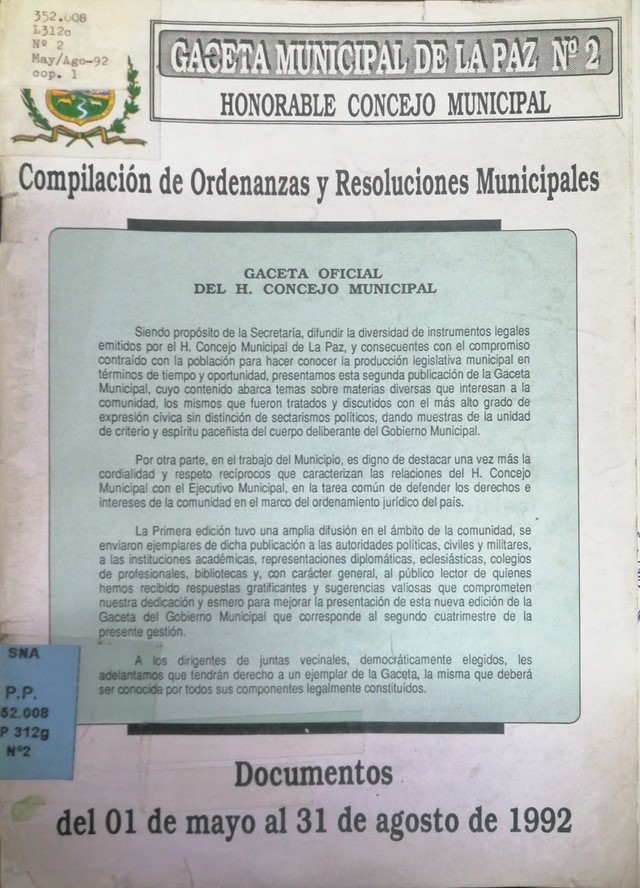 352.008
L312c
Nº 2
May/Ago-92
cop. 1
GACETA MUNICIPAL DE LA PAZ Nº 2
HONORABLE CONCEJO MUNICIPAL
Compilación de Ordenanzas y Resoluciones Municipales
GACETA OFICIAL
DEL H. CONCEJO MUNICIPAL
Siendo propósito de la Secretaría, difundir la diversidad de instrumentos legales
emitidos por el H. Concejo Municipal de La Paz, y consecuentes con el compromiso
contraído con la población para hacer conocer la producción legislativa municipal en
términos de tiempo y oportunidad, presentamos esta segunda publicación de la Gaceta
Municipal, cuyo contenido abarca temas sobre materias diversas que interesan a la
comunidad, los mismos que fueron tratados y discutidos con el más alto grado de
expresión cívica sin distinción de sectarismos políticos, dando muestras de la unidad
de criterio y espíritu paceñista del cuerpo deliberante del Gobierno Municipal.
Por otra parte, en el trabajo del Municipio, es digno de destacar una vez más la
cordialidad y respeto recíprocos que caracterizan las relaciones del H. Concejo
Municipal con el Ejecutivo Municipal, en la tarea común de defender los derechos e
intereses de la comunidad en el marco del ordenamiento jurídico del país.
La Primera edición tuvo una amplia difusión en el ámbito de la comunidad, se
enviaron ejemplares de dicha publicación a las autoridades políticas, civiles y militares,
a las instituciones académicas, representaciones diplomáticas, eclesiásticas, colegios
de profesionales, bibliotecas y, con carácter general, al público lector de quienes
hemos recibido respuestas gratificantes y sugerencias valiosas que comprometen
nuestra dedicación y esmero para mejorar la presentación de esta nueva edición de la
Gaceta del Gobierno Municipal que corresponde al segundo cuatrimestre de la
presente gestión.
A los dirigentes de juntas vecinales, democráticamente elegidos, les
adelantamos que tendrán derecho a un ejemplar de la Gaceta, la misma que deberá
ser conocida por todos sus componentes legalmente constituídos.
SNA
P.P.
52.008
P 312g
Nº2
Documentos
del 01 de mayo al 31 de agosto de 1992